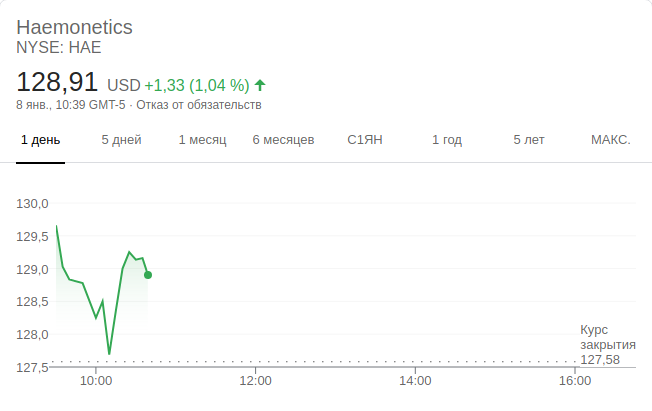 Haemonetics
NYSE: HAE
128,91 USD +1,33 (1,04 %) ↑
8 янв., 10:39 GMT-5 · Отказ от обязательств
1 день 5 дней 1 месяц 6 месяцев С1ЯН 1 год 5 лет МАКС.
130,0
129,5
129,0
128,5
128,0
127,5
Курс
закрытия
127,58
10:00 12:00 14:00 16:00